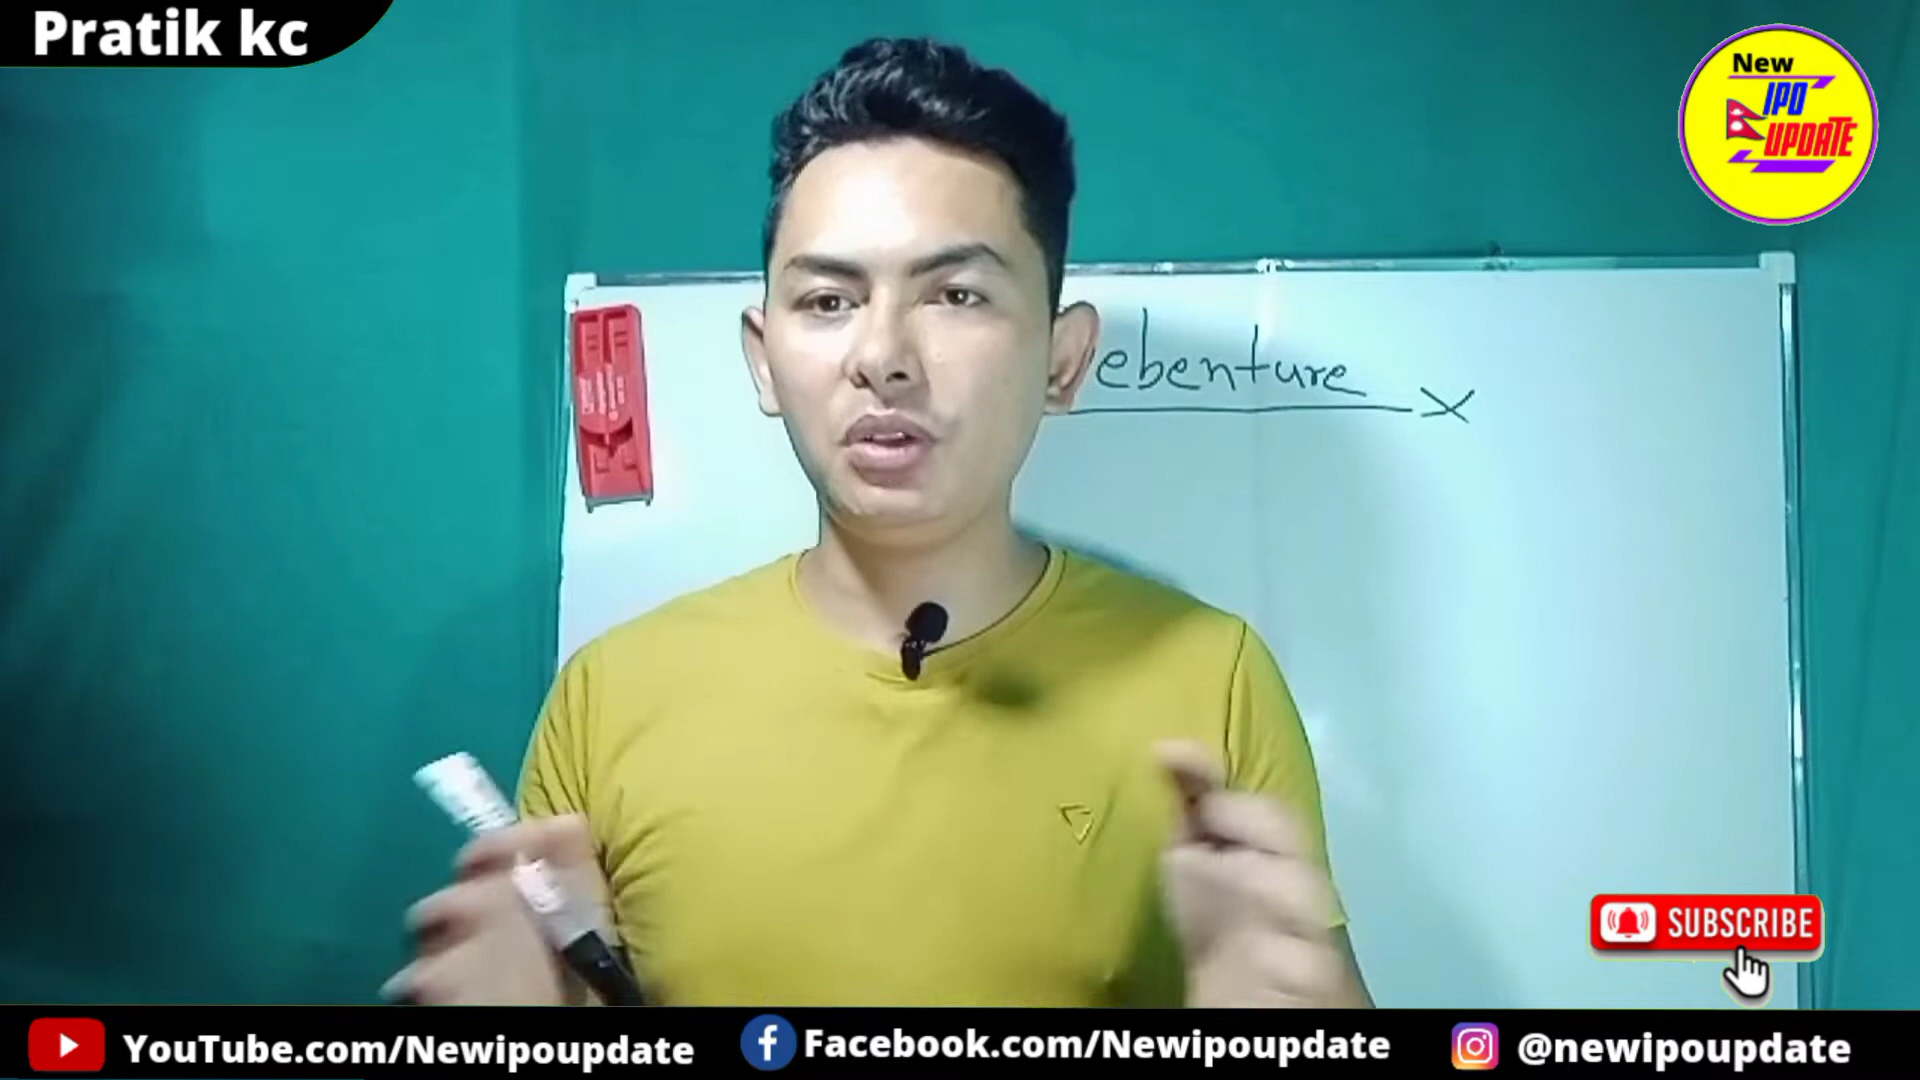 Pratik kc
New
IPO
UPDATE
ebenture
SUBSCRIBE
YouTube.com/Newipoupdate
Facebook.com/Newipoupdate
@newipoupdate